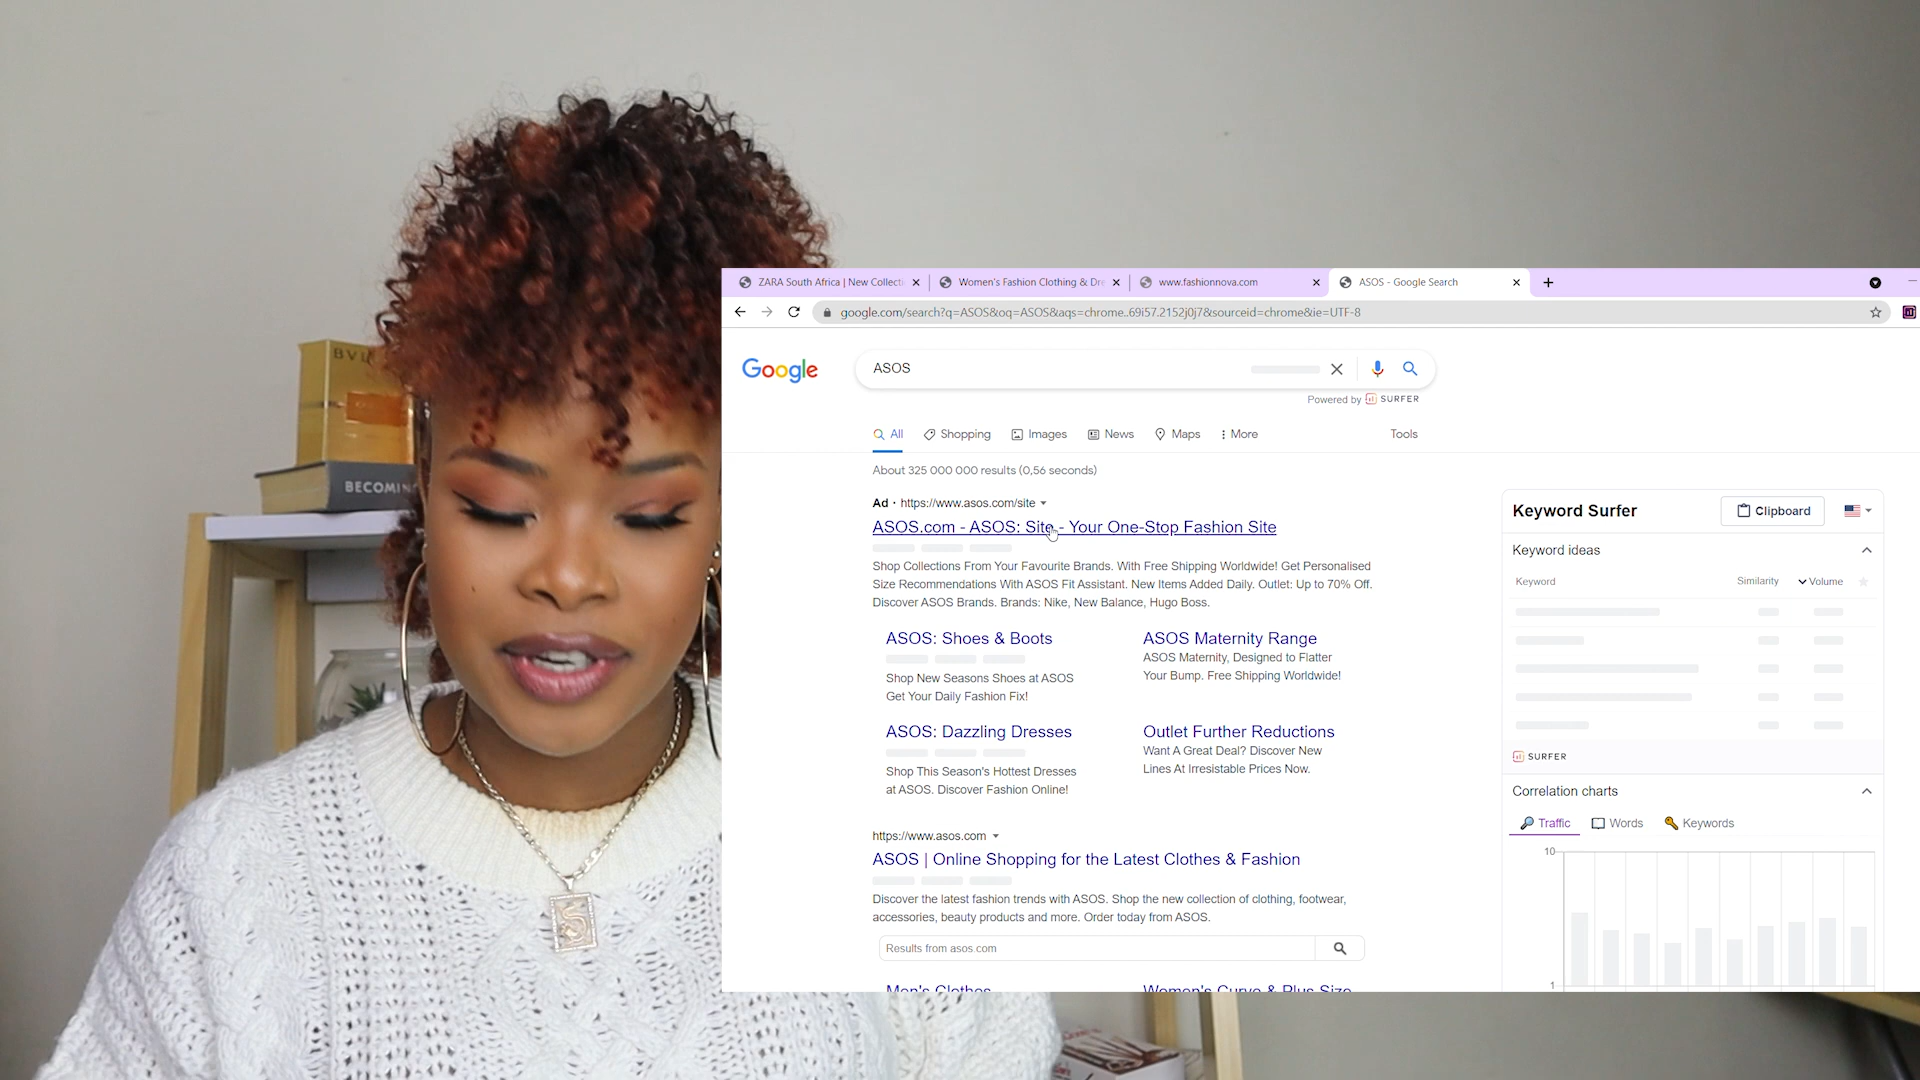 BVL
BECOMIN
ZARA South Africa | New Collecti
Women's Fashion Clothing & Dre
www.fashionnova.com
ASOS - Google Search
google.com/search?q=ASOS&oq=ASOS&aqs=chrome..69i57.2152j0j7&sourceid=chrome&ie=UTF-8
Google
ASOS
Powered by SURFER
All
Shopping
Images
News
Maps
More
Tools
About 325 000 000 results (0,56 seconds)
Ad · https://www.asos.com/site
ASOS.com - ASOS: Site - Your One-Stop Fashion Site
Shop Collections From Your Favourite Brands. With Free Shipping Worldwide! Get Personalised
Size Recommendations With ASOS Fit Assistant. New Items Added Daily. Outlet: Up to 70% Off.
Discover ASOS Brands. Brands: Nike, New Balance, Hugo Boss.
ASOS: Shoes & Boots
Shop New Seasons Shoes at ASOS
Get Your Daily Fashion Fix!
ASOS Maternity Range
ASOS Maternity, Designed to Flatter
Your Bump. Free Shipping Worldwide!
ASOS: Dazzling Dresses
Shop This Season's Hottest Dresses
at ASOS. Discover Fashion Online!
Outlet Further Reductions
Want A Great Deal? Discover New
Lines At Irresistable Prices Now.
https://www.asos.com
ASOS | Online Shopping for the Latest Clothes & Fashion
Discover the latest fashion trends with ASOS. Shop the new collection of clothing, footwear,
accessories, beauty products and more. Order today from ASOS.
Results from asos.com
Men's Clothes
Women's Curve & Plus Size
Keyword Surfer
Clipboard
Keyword ideas
Keyword
Similarity
Volume
SURFER
Correlation charts
Traffic
Words
Keywords
10
1